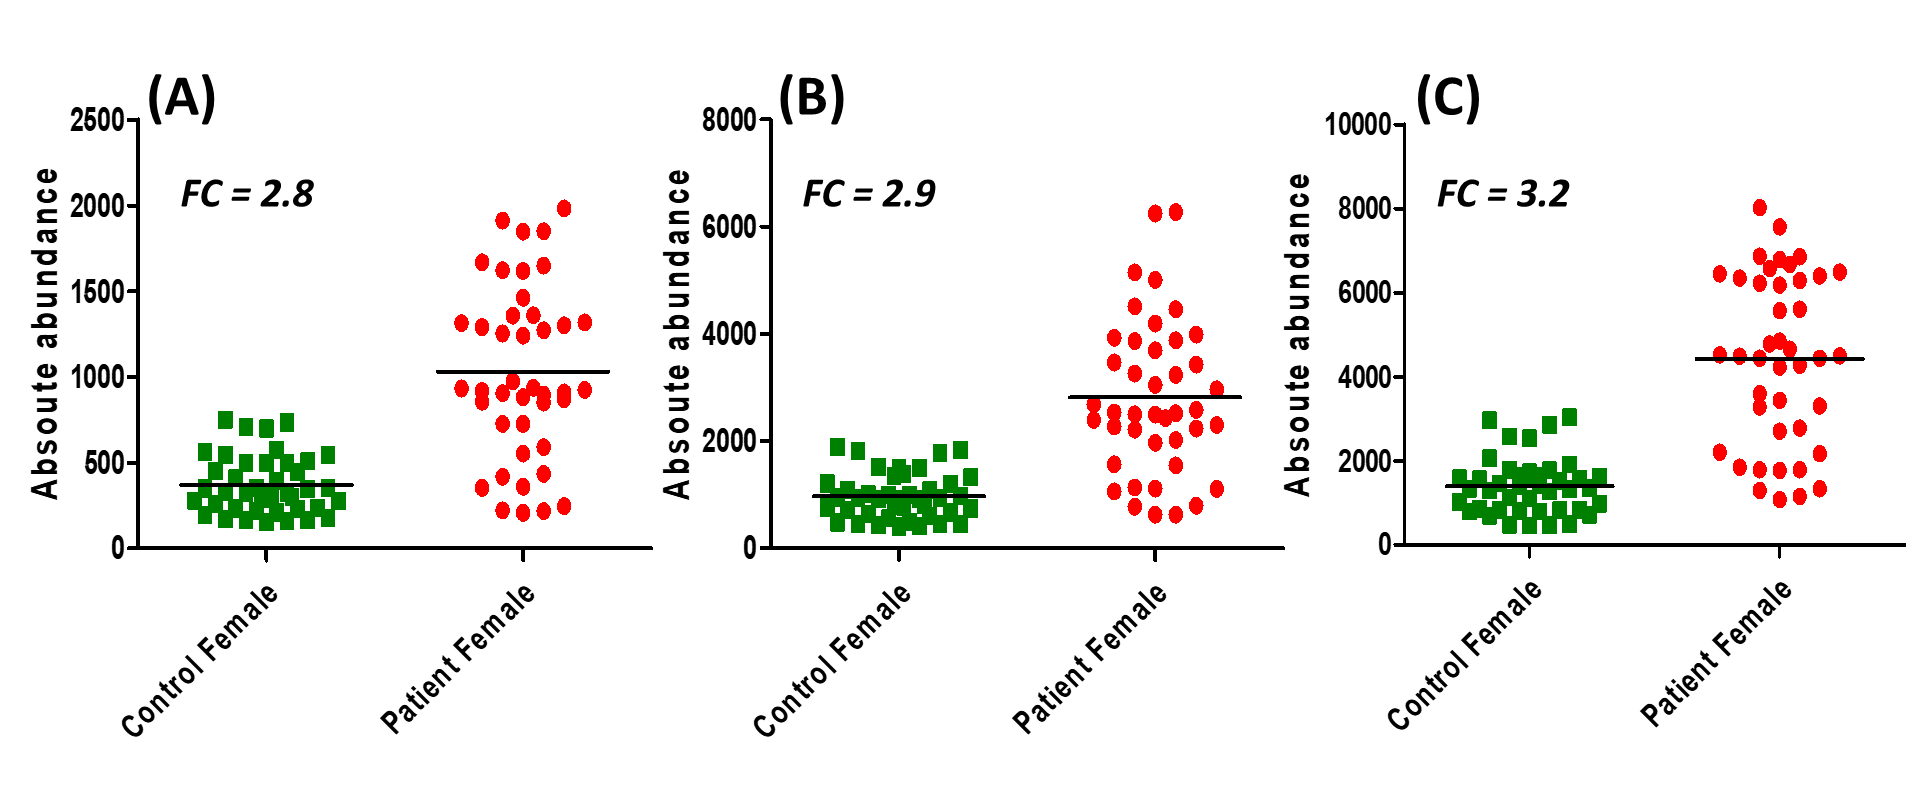 (A)
Absoute abundance
2500
2000
1500
1000
500
0
FC = 2.8
Control Female
Patient Female
(B)
Absoute abundance
8000
6000
4000
2000
0
FC = 2.9
Control Female
Patient Female
(C)
Absoute abundance
10000
8000
6000
4000
2000
0
FC = 3.2
Control Female
Patient Female